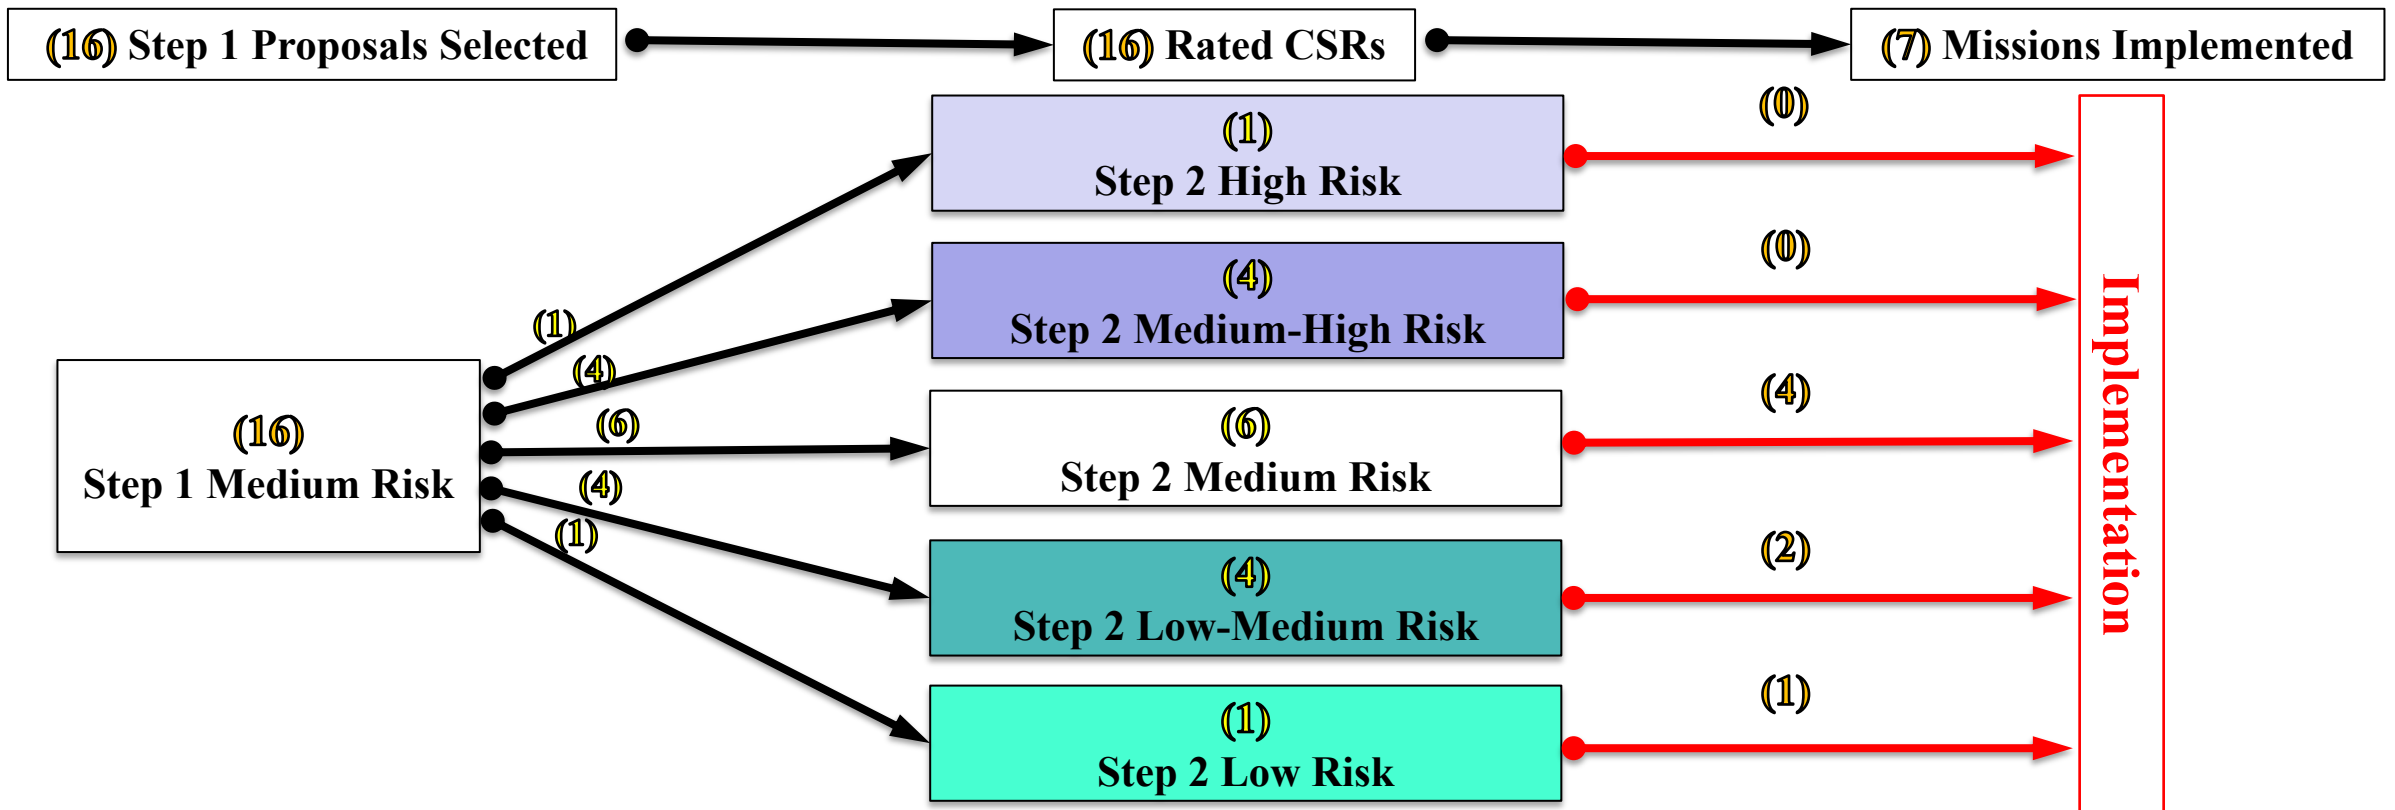 (16) Step 1 Proposals Selected
(16) Rated CSRs
(7) Missions Implemented
(1)
Step 2 High Risk
(0)
(4)
Step 2 Medium-High Risk
(0)
(1)
(4)
(16)
Step 1 Medium Risk
(6)
(6)
Step 2 Medium Risk
(4)
(4)
(1)
(4)
Step 2 Low-Medium Risk
(2)
(1)
Step 2 Low Risk
(1)
Implementation